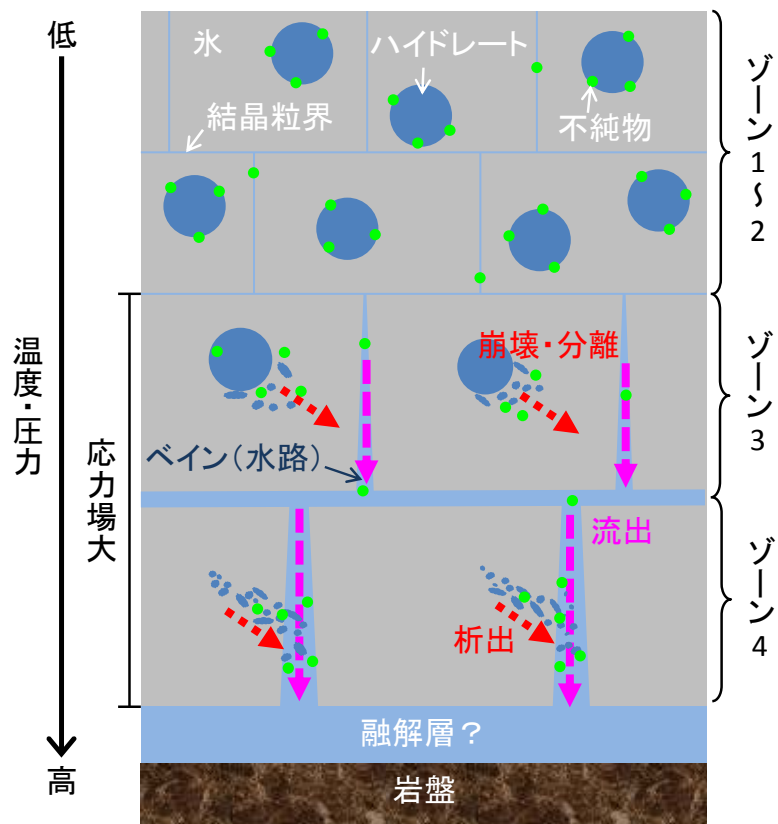 低
温度・圧力
高
応力場大
氷
ハイドレート
結晶粒界
不純物
ゾーン1～2
崩壊・分離
ベイン（水路）
ゾーン3
流出
析出
ゾーン4
融解層？
岩盤